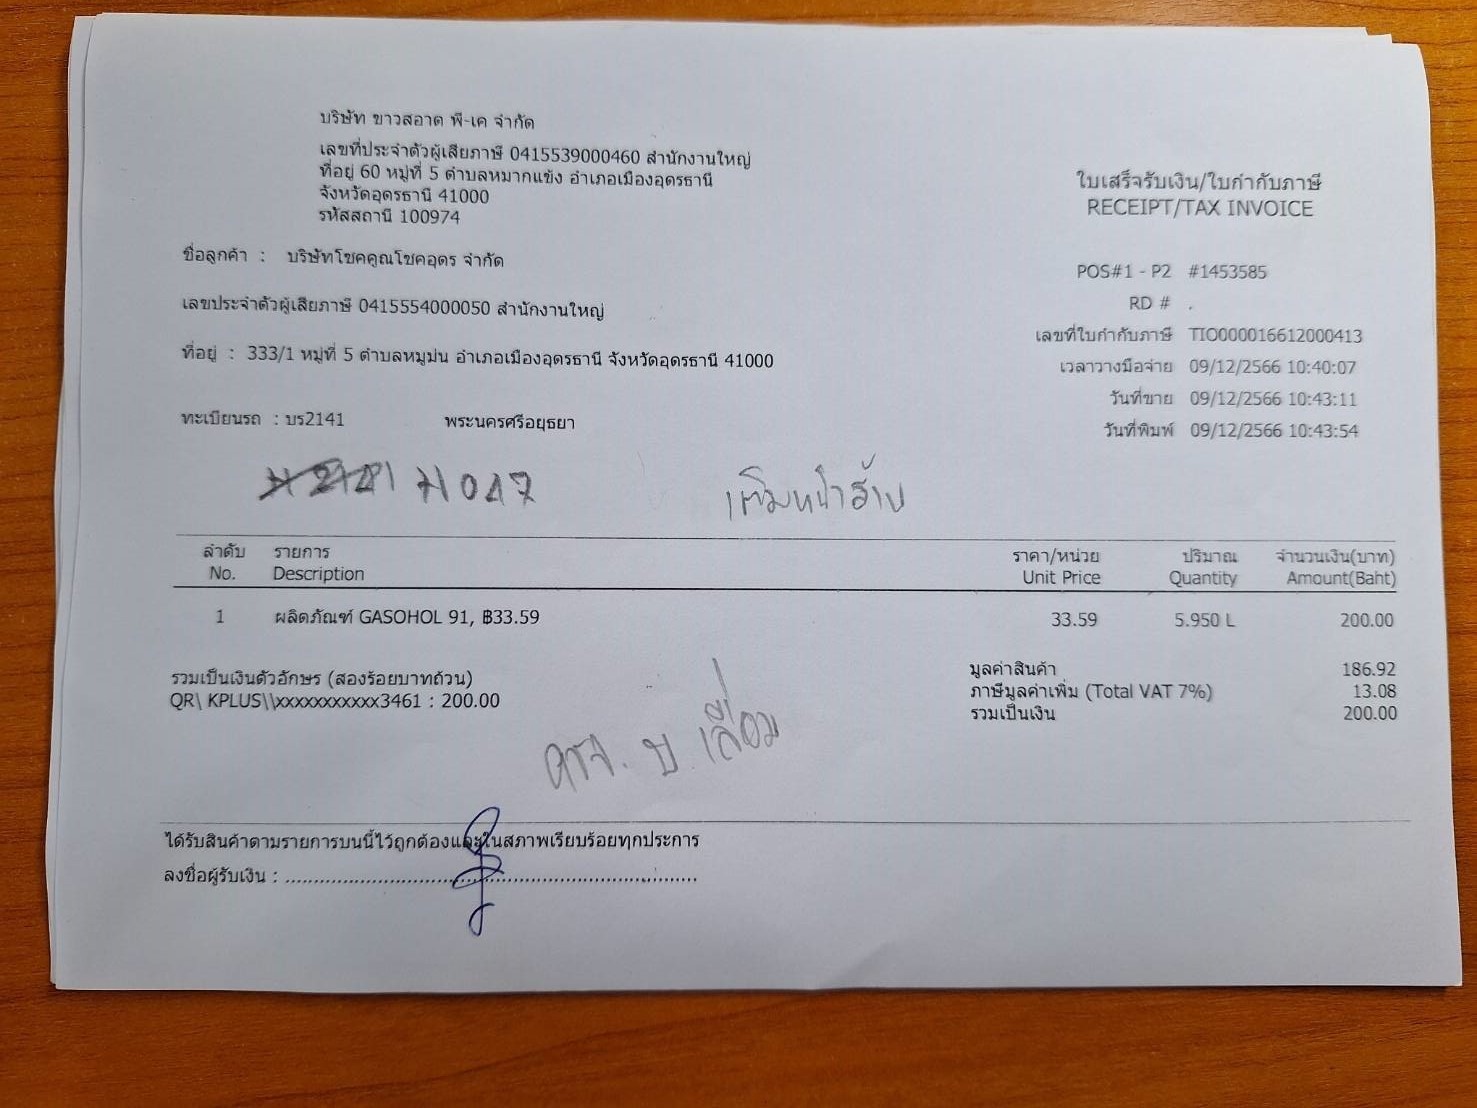 บริษัท ขาวสอาด พี-เค จำกัด
เลขที่ประจำตัวผู้เสียภาษี 0415539000460 สำนักงานใหญ่
ที่อยู่ 60 หมู่ที่ 5 ตำบลหมากแข้ง อำเภอเมืองอุดรธานี
จังหวัดอุดรธานี 41000
รหัสสถานี 100974
ใบเสร็จรับเงิน/ใบกำกับภาษี
RECEIPT/TAX INVOICE
ชื่อลูกค้า : บริษัทโชคคูณโชคอุดร จำกัด
เลขประจำตัวผู้เสียภาษี 0415554000050 สำนักงานใหญ่
ที่อยู่ : 333/1 หมู่ที่ 5 ตำบลหมูม่น อำเภอเมืองอุดรธานี จังหวัดอุดรธานี 41000
ทะเบียนรถ : บร2141 พระนครศรีอยุธยา
POS#1 - P2 #1453585
RD # .
เลขที่ใบกำกับภาษี TIO000016612000413
เวลาวางมือจ่าย 09/12/2566 10:40:07
วันที่ขาย 09/12/2566 10:43:11
วันที่พิมพ์ 09/12/2566 10:43:54
เติมหน้าร้าน
ลำดับ รายการ ราคา/หน่วย ปริมาณ จำนวนเงิน(บาท)
No. Description Unit Price Quantity Amount(Baht)
1 ผลิตภัณฑ์ GASOHOL 91, ฿33.59 33.59 5.950 L 200.00
รวมเป็นเงินตัวอักษร (สองร้อยบาทถ้วน)
QR\ KPLUS\\xxxxxxxxxxx3461 : 200.00
มูลค่าสินค้า 186.92
ภาษีมูลค่าเพิ่ม (Total VAT 7%) 13.08
รวมเป็นเงิน 200.00
ได้รับสินค้าตามรายการบนนี้ไว้ถูกต้องและในสภาพเรียบร้อยทุกประการ
ลงชื่อผู้รับเงิน :